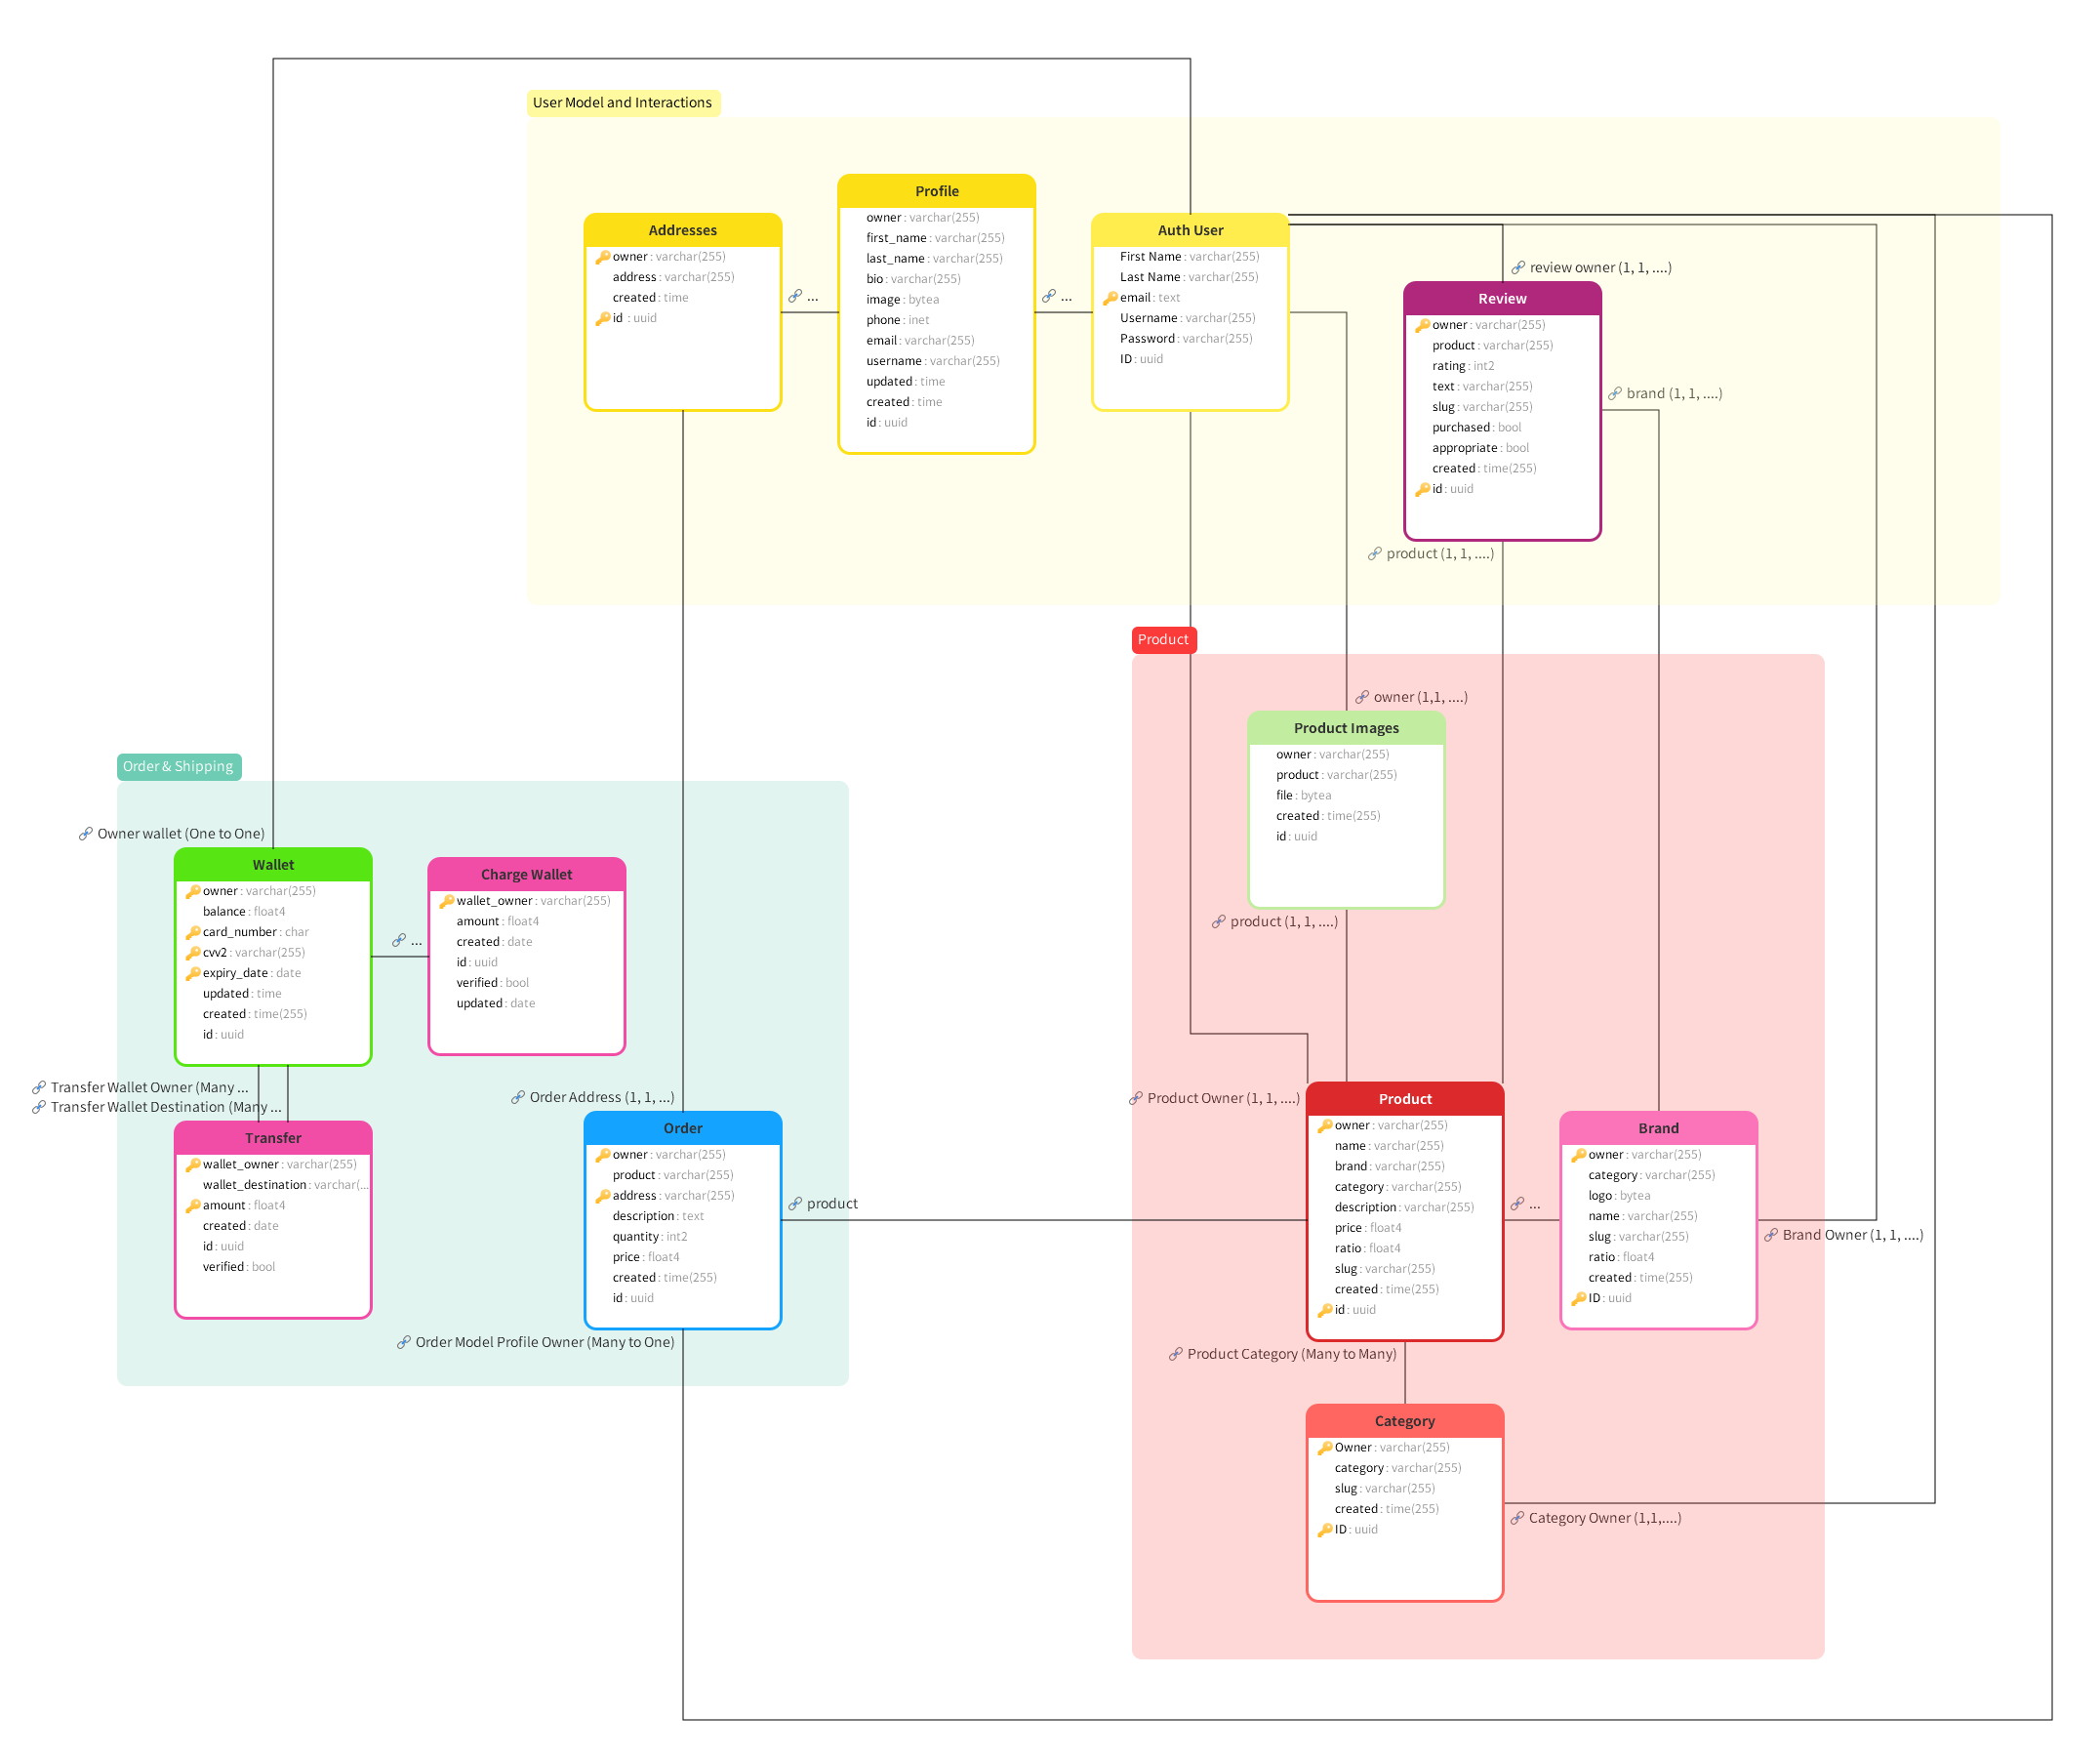 User Model and Interactions
Profile
owner : varchar(255)
first_name : varchar(255)
last_name : varchar(255)
bio : varchar(255)
image : bytea
phone : inet
email : varchar(255)
username : varchar(255)
updated : time
created : time
id : uuid
Addresses
owner : varchar(255)
address : varchar(255)
created : time
id : uuid
...
...
Auth User
First Name : varchar(255)
Last Name : varchar(255)
email : text
Username : varchar(255)
Password : varchar(255)
ID : uuid
review owner (1, 1, ....)
Review
owner : varchar(255)
product : varchar(255)
rating : int2
text : varchar(255)
slug : varchar(255)
purchased : bool
appropriate : bool
created : time(255)
id : uuid
brand (1, 1, ....)
product (1, 1, ....)
Product
owner (1,1, ....)
Product Images
owner : varchar(255)
product : varchar(255)
file : bytea
created : time(255)
id : uuid
product (1, 1, ....)
Order & Shipping
Owner wallet (One to One)
Wallet
owner : varchar(255)
balance : float4
card_number : char
cvv2 : varchar(255)
expiry_date : date
updated : time
created : time(255)
id : uuid
...
Charge Wallet
wallet_owner : varchar(255)
amount : float4
created : date
id : uuid
verified : bool
updated : date
Transfer Wallet Owner (Many ...
Transfer Wallet Destination (Many ...
Transfer
wallet_owner : varchar(255)
wallet_destination : varchar(...
amount : float4
created : date
id : uuid
verified : bool
Order Address (1, 1, ...)
Order
owner : varchar(255)
product : varchar(255)
address : varchar(255)
description : text
quantity : int2
price : float4
created : time(255)
id : uuid
product
Order Model Profile Owner (Many to One)
Product Owner (1, 1, ....)
Product
owner : varchar(255)
name : varchar(255)
brand : varchar(255)
category : varchar(255)
description : varchar(255)
price : float4
ratio : float4
slug : varchar(255)
created : time(255)
id : uuid
...
Brand
owner : varchar(255)
category : varchar(255)
logo : bytea
name : varchar(255)
slug : varchar(255)
ratio : float4
created : time(255)
ID : uuid
Brand Owner (1, 1, ....)
Product Category (Many to Many)
Category
Owner : varchar(255)
category : varchar(255)
slug : varchar(255)
created : time(255)
ID : uuid
Category Owner (1,1,....)